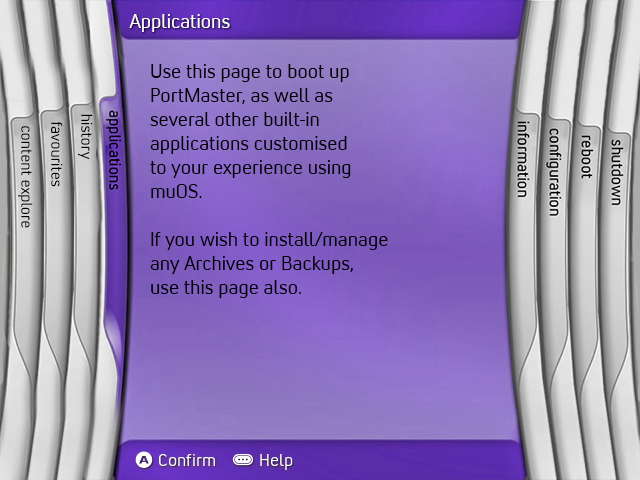 Applications
Use this page to boot up
PortMaster, as well as
several other built-in
applications customised
to your experience using
muOS.
If you wish to install/manage
any Archives or Backups,
use this page also.
content explore
favourites
history
applications
information
configuration
reboot
shutdown
A Confirm
Help